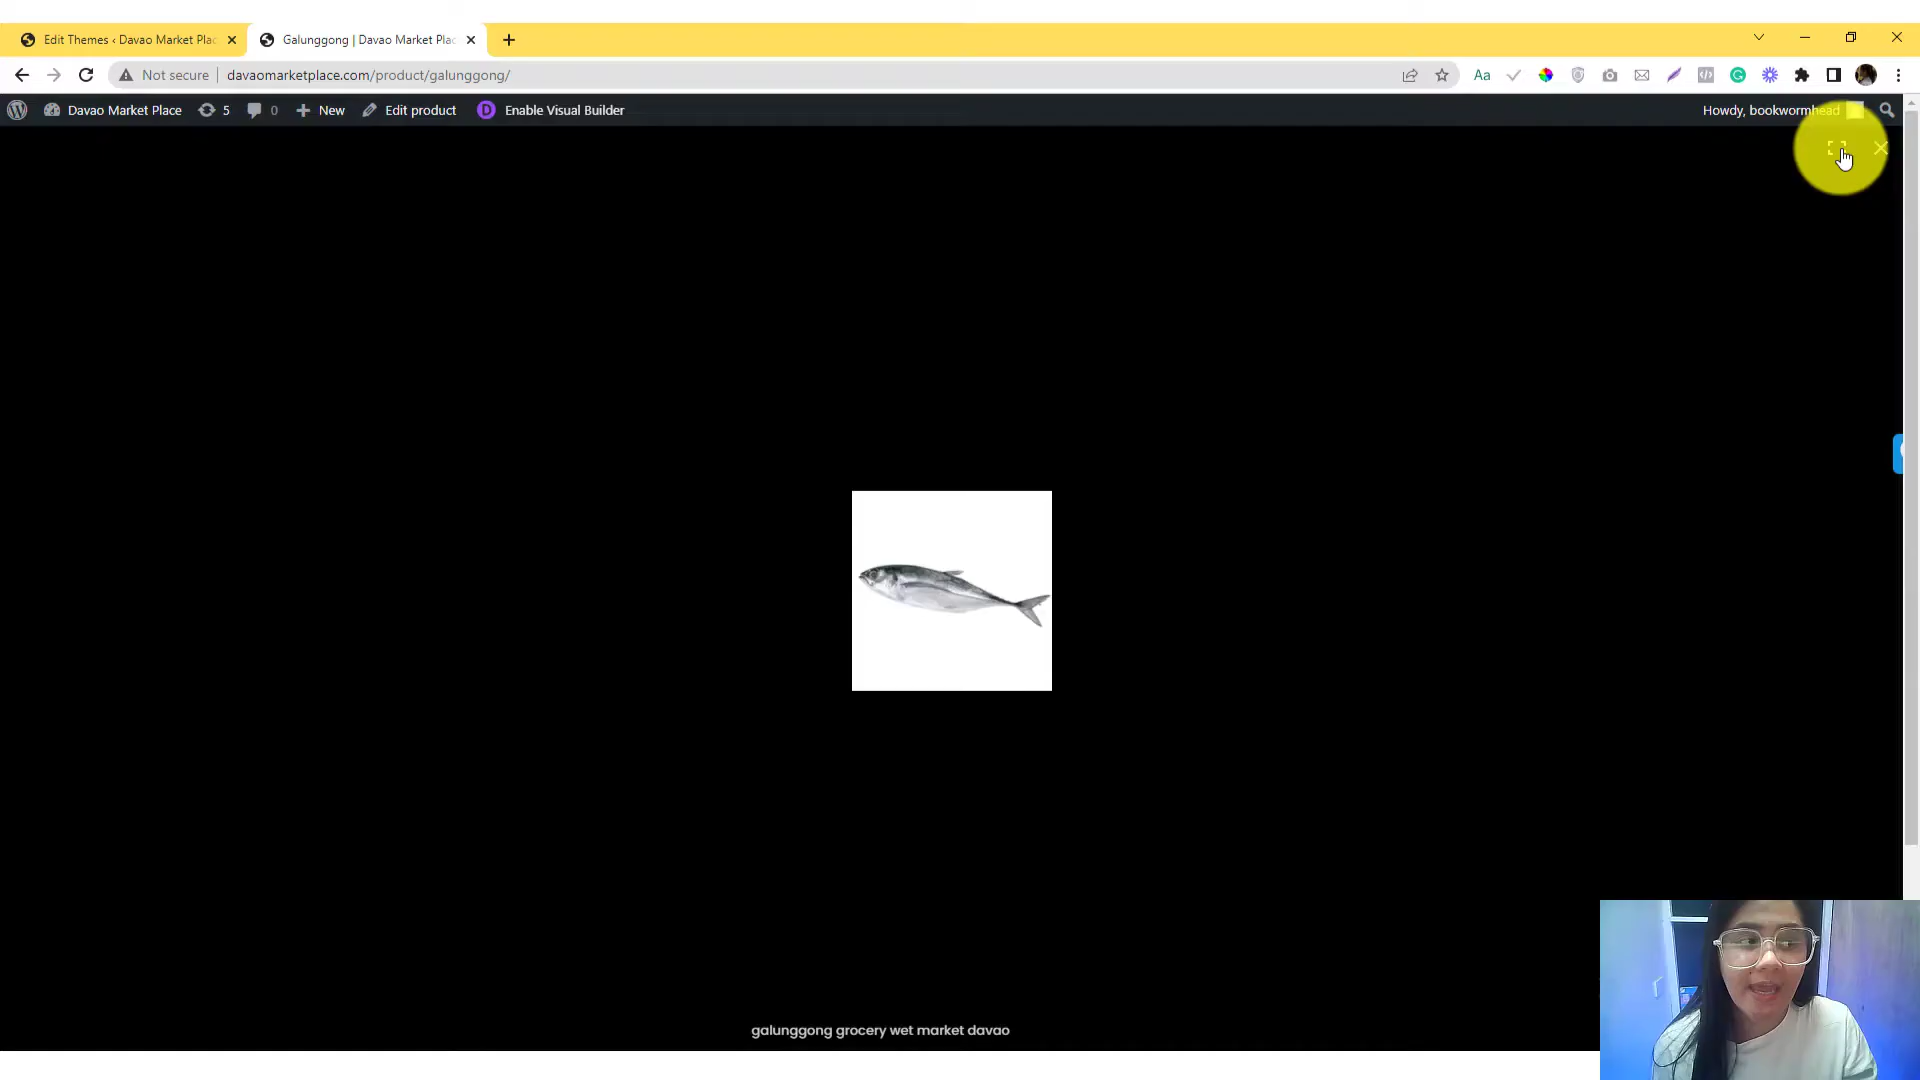 Edit Themes ‹ Davao Market Plac
Galunggong | Davao Market Plac
Not secure
davaomarketplace.com/product/galunggong/
Aa
Davao Market Place
5
0
New
Edit product
D
Enable Visual Builder
Howdy, bookwormhead
galunggong grocery wet market davao